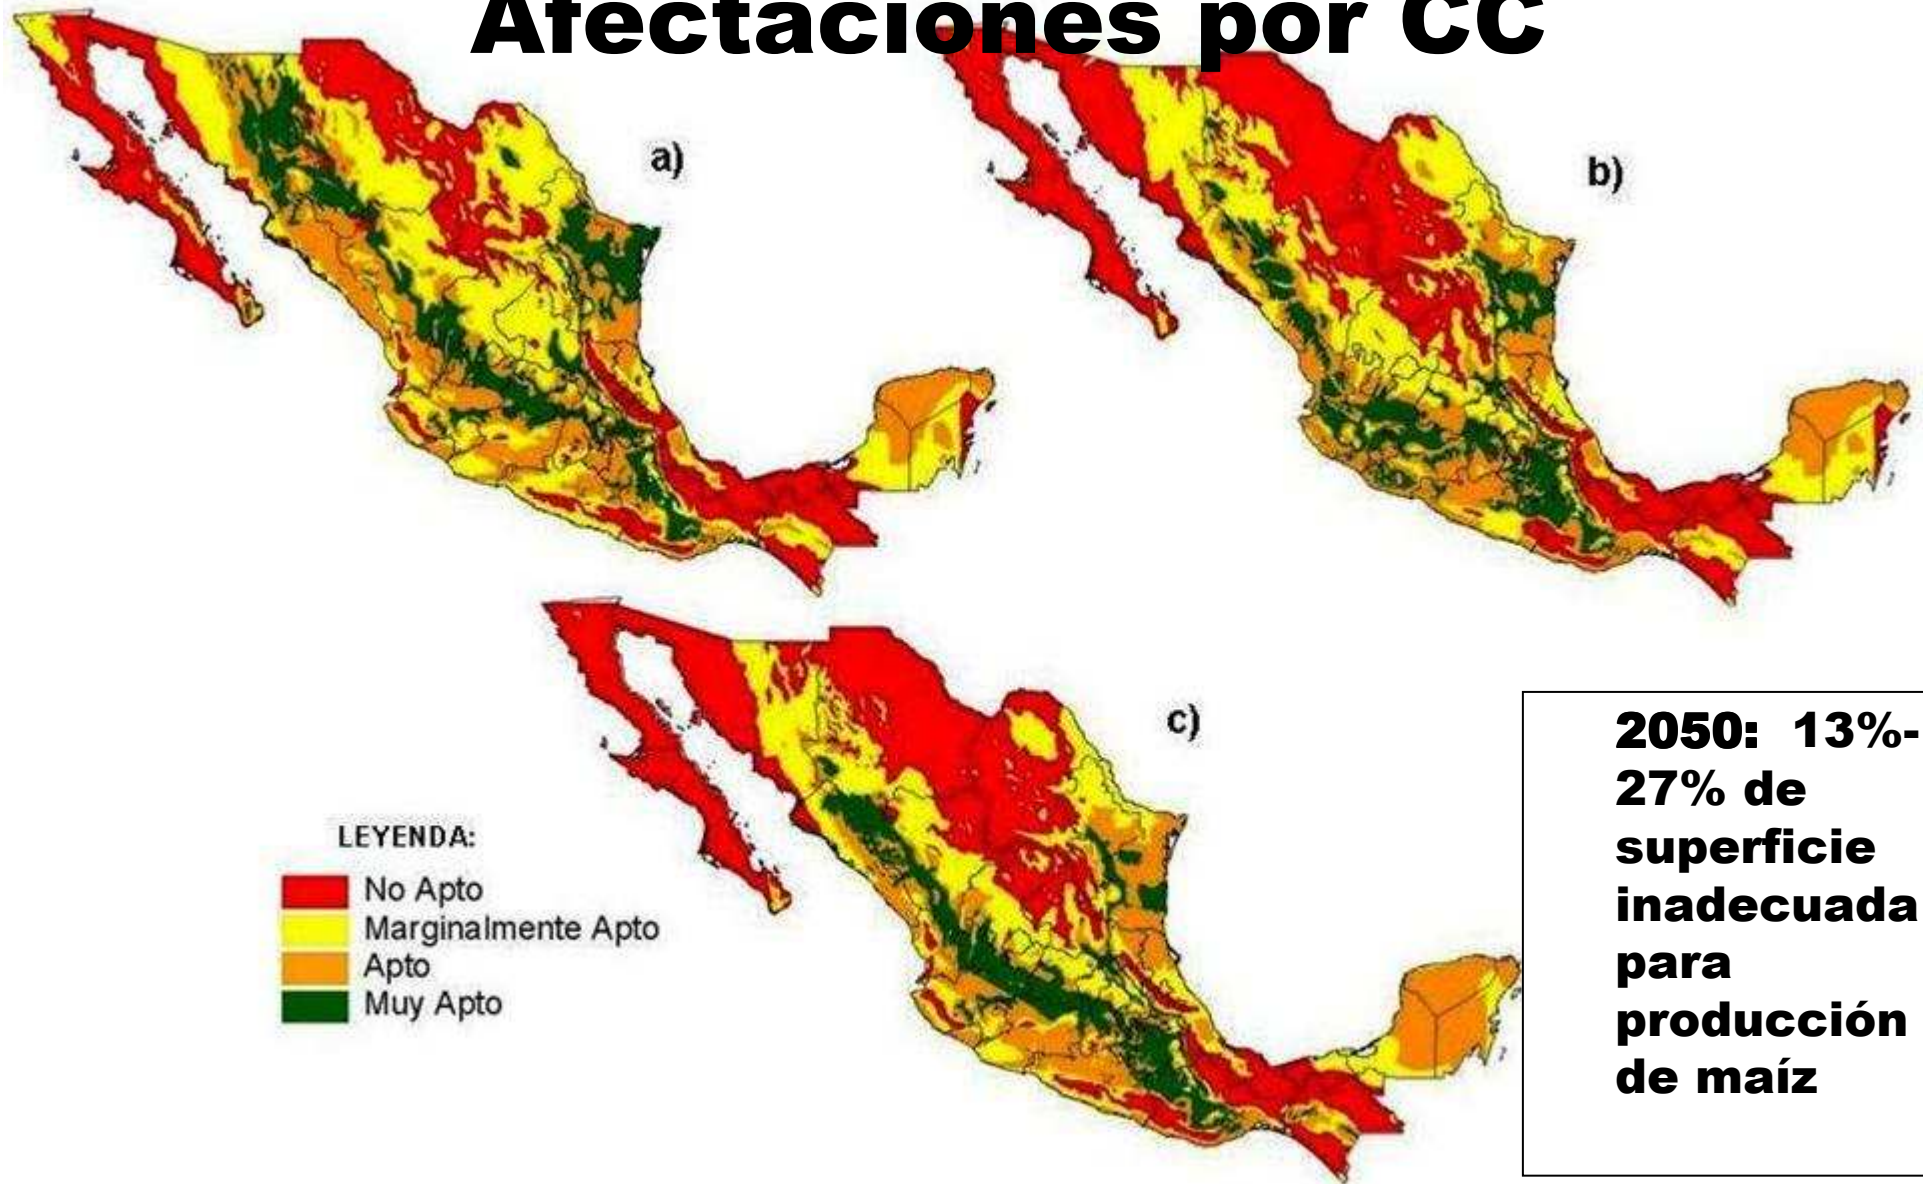 Afectaciones por CC
a)
b)
c)
LEYENDA:
No Apto
Marginalmente Apto
Apto
Muy Apto
2050: 13%-
27% de
superficie
inadecuada
para
producción
de maíz